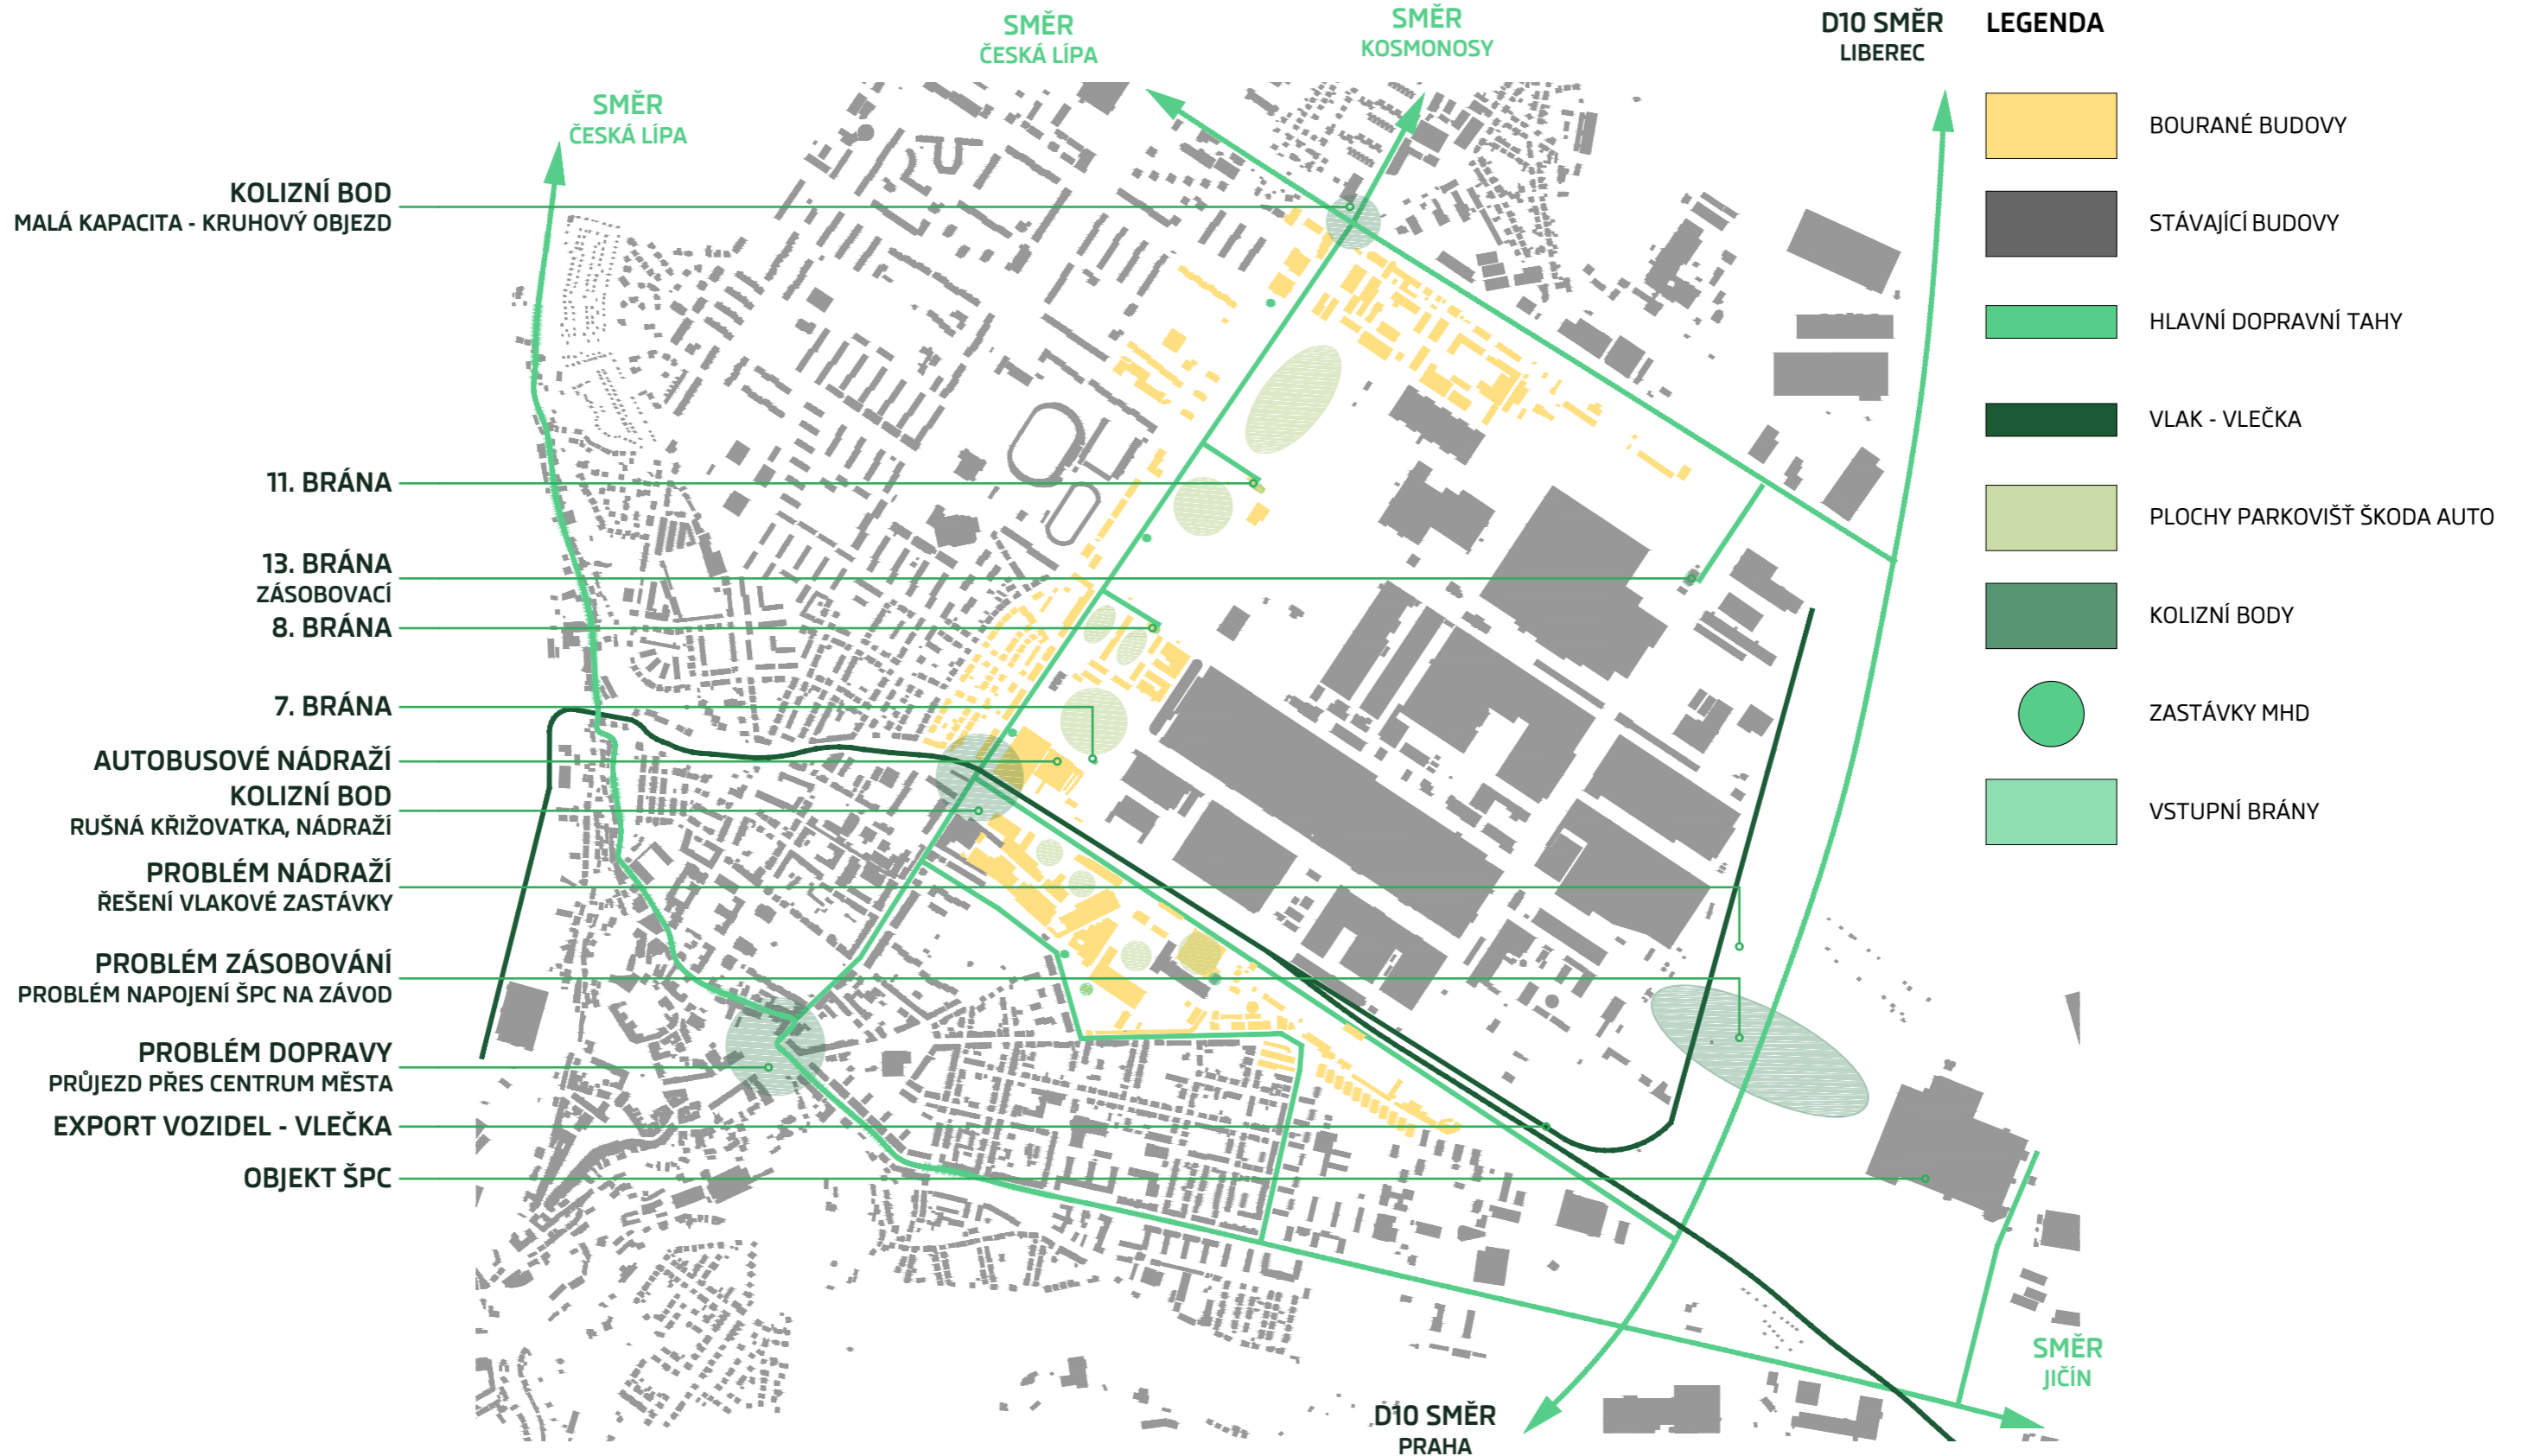 SMĚR
ČESKÁ LÍPA
SMĚR
KOSMONOSY
D10 SMĚR
LIBEREC
SMĚR
ČESKÁ LÍPA
KOLIZNÍ BOD
MALÁ KAPACITA - KRUHOVÝ OBJEZD
11. BRÁNA
13. BRÁNA
ZÁSOBOVACÍ
8. BRÁNA
7. BRÁNA
AUTOBUSOVÉ NÁDRAŽÍ
KOLIZNÍ BOD
RUŠNÁ KŘIŽOVATKA, NÁDRAŽÍ
PROBLÉM NÁDRAŽÍ
ŘEŠENÍ VLAKOVÉ ZASTÁVKY
PROBLÉM ZÁSOBOVÁNÍ
PROBLÉM NAPOJENÍ ŠPC NA ZÁVOD
PROBLÉM DOPRAVY
PRŮJEZD PŘES CENTRUM MĚSTA
EXPORT VOZIDEL - VLEČKA
OBJEKT ŠPC
SMĚR
JIČÍN
D10 SMĚR
PRAHA
LEGENDA
BOURANÉ BUDOVY
STÁVAJÍCÍ BUDOVY
HLAVNÍ DOPRAVNÍ TAHY
VLAK - VLEČKA
PLOCHY PARKOVIŠŤ ŠKODA AUTO
KOLIZNÍ BODY
ZASTÁVKY MHD
VSTUPNÍ BRÁNY